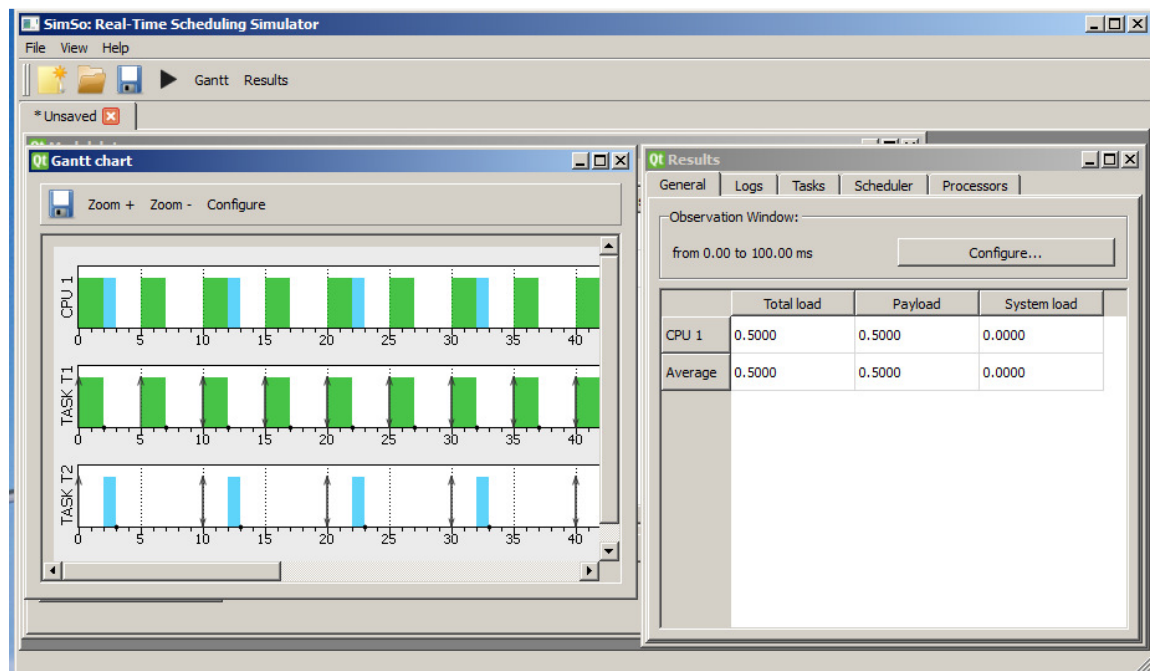 SimSo: Real-Time Scheduling Simulator
File View Help
Gantt Results
* Unsaved
Qt Gantt chart
Zoom + Zoom - Configure
CPU 1
0 5 10 15 20 25 30 35 40
TASK T1
0 5 10 15 20 25 30 35 40
TASK T2
0 5 10 15 20 25 30 35 40
Qt Results
General Logs Tasks Scheduler Processors
Observation Window:
from 0.00 to 100.00 ms Configure...
Total load Payload System load
CPU 1 0.5000 0.5000 0.0000
Average 0.5000 0.5000 0.0000